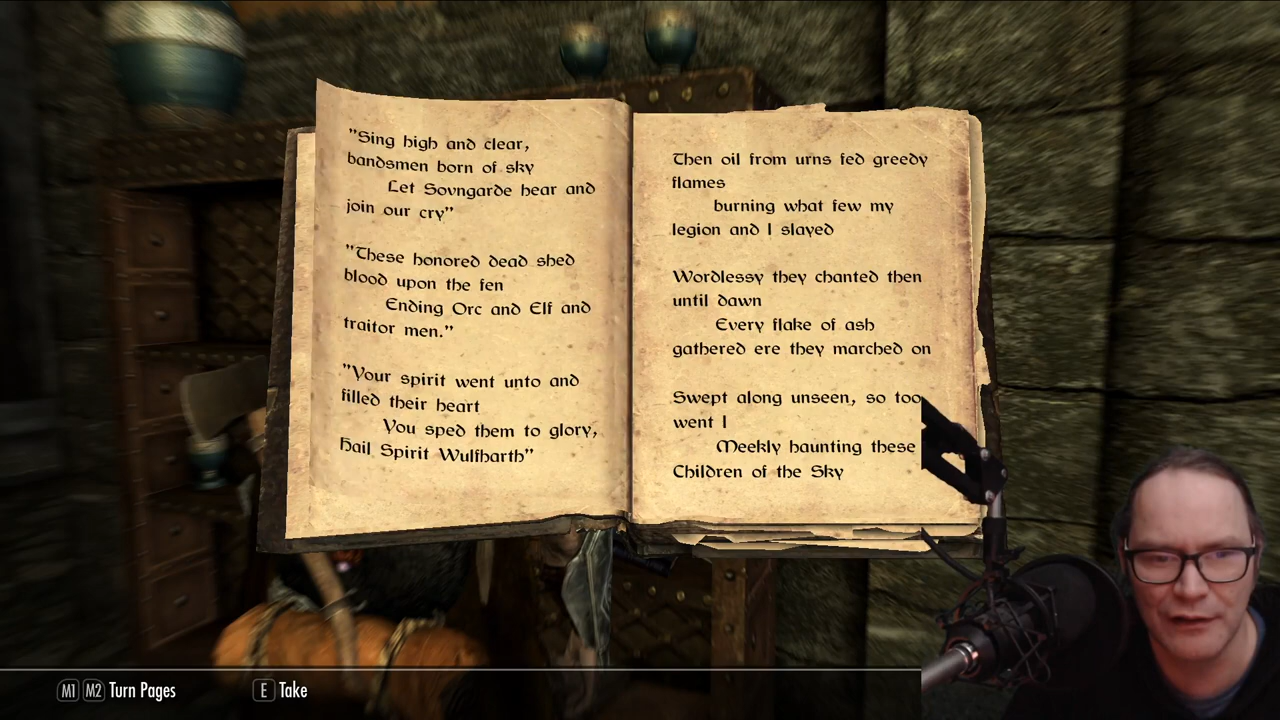 "Sing high and clear,
bandsmen born of sky
Let Sovngarde hear and
join our cry"
"These honored dead shed
blood upon the fen
Ending Orc and Elf and
traitor men."
"Your spirit went unto and
filled their heart
You sped them to glory,
Hail Spirit Wulfharth"
Then oil from urns fed greedy
flames
burning what few my
legion and I slayed
Wordlessy they chanted then
until dawn
Every flake of ash
gathered ere they marched on
Swept along unseen, so too
went I
Meekly haunting these
Children of the Sky
M1 M2 Turn Pages
E Take